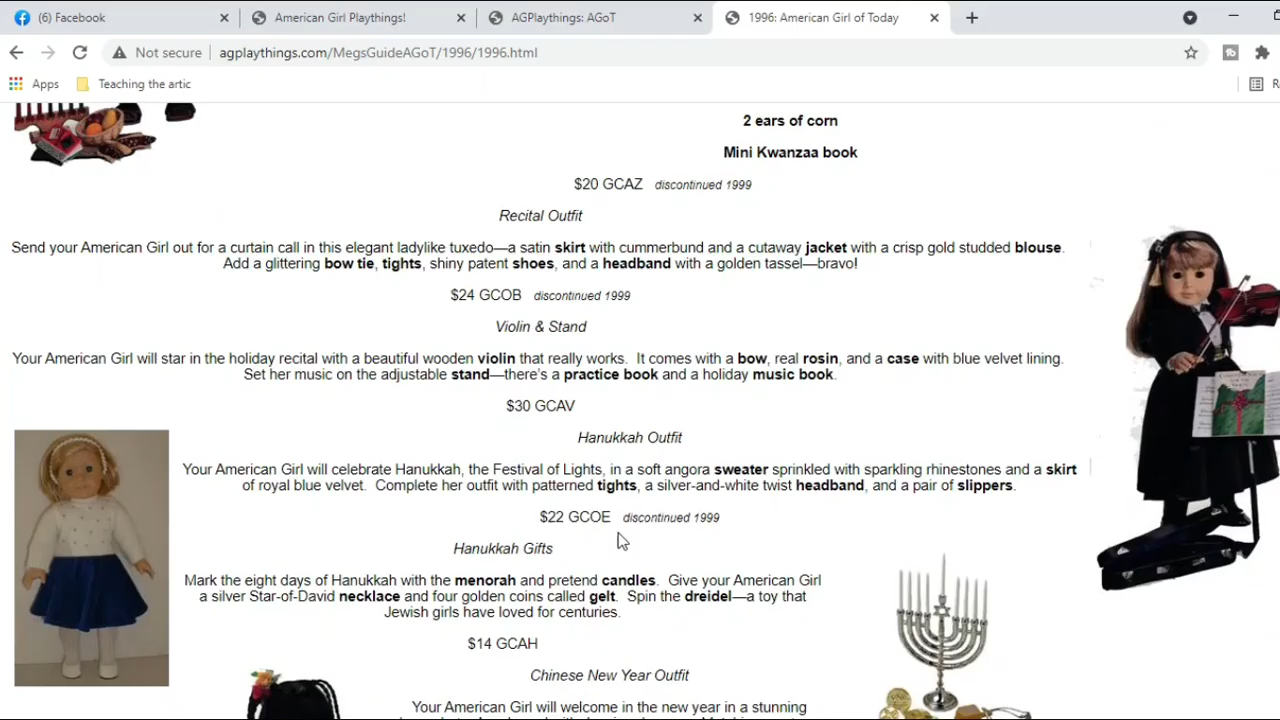 (6) Facebook
American Girl Playthings!
AGPlaythings: AGoT
1996: American Girl of Today
Not secure
agplaythings.com/MegsGuideAGoT/1996/1996.html
Apps
Teaching the artic
2 ears of corn
Mini Kwanzaa book
$20 GCAZ discontinued 1999
Recital Outfit
Send your American Girl out for a curtain call in this elegant ladylike tuxedo—a satin skirt with cummerbund and a cutaway jacket with a crisp gold studded blouse.
Add a glittering bow tie, tights, shiny patent shoes, and a headband with a golden tassel—bravo!
$24 GCOB discontinued 1999
Violin & Stand
Your American Girl will star in the holiday recital with a beautiful wooden violin that really works. It comes with a bow, real rosin, and a case with blue velvet lining.
Set her music on the adjustable stand—there's a practice book and a holiday music book.
$30 GCAV
Hanukkah Outfit
Your American Girl will celebrate Hanukkah, the Festival of Lights, in a soft angora sweater sprinkled with sparkling rhinestones and a skirt
of royal blue velvet. Complete her outfit with patterned tights, a silver-and-white twist headband, and a pair of slippers.
$22 GCOE discontinued 1999
Hanukkah Gifts
Mark the eight days of Hanukkah with the menorah and pretend candles. Give your American Girl
a silver Star-of-David necklace and four golden coins called gelt. Spin the dreidel—a toy that
Jewish girls have loved for centuries.
$14 GCAH
Chinese New Year Outfit
Your American Girl will welcome in the new year in a stunning